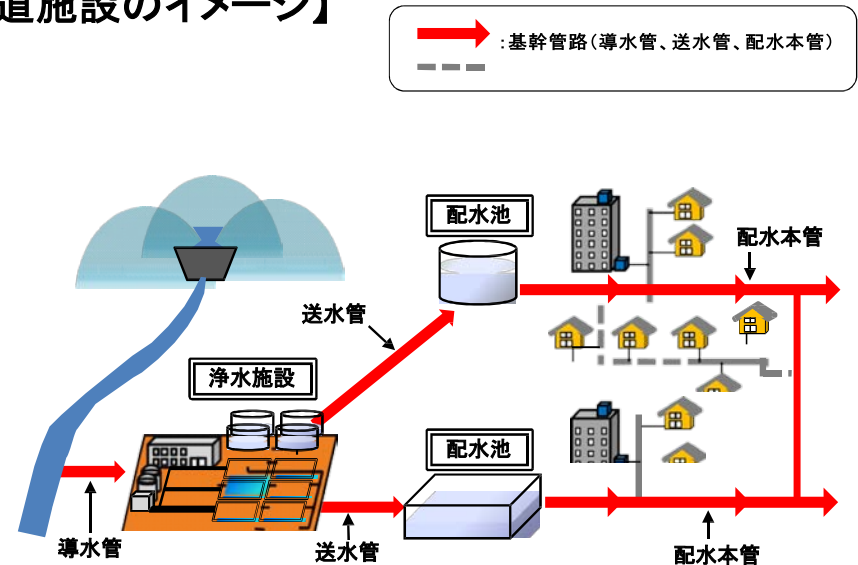 道施設のイメージ】
:基幹管路(導水管、送水管、配水本管)
配水池
配水本管
送水管
浄水施設
配水池
導水管
送水管
配水本管